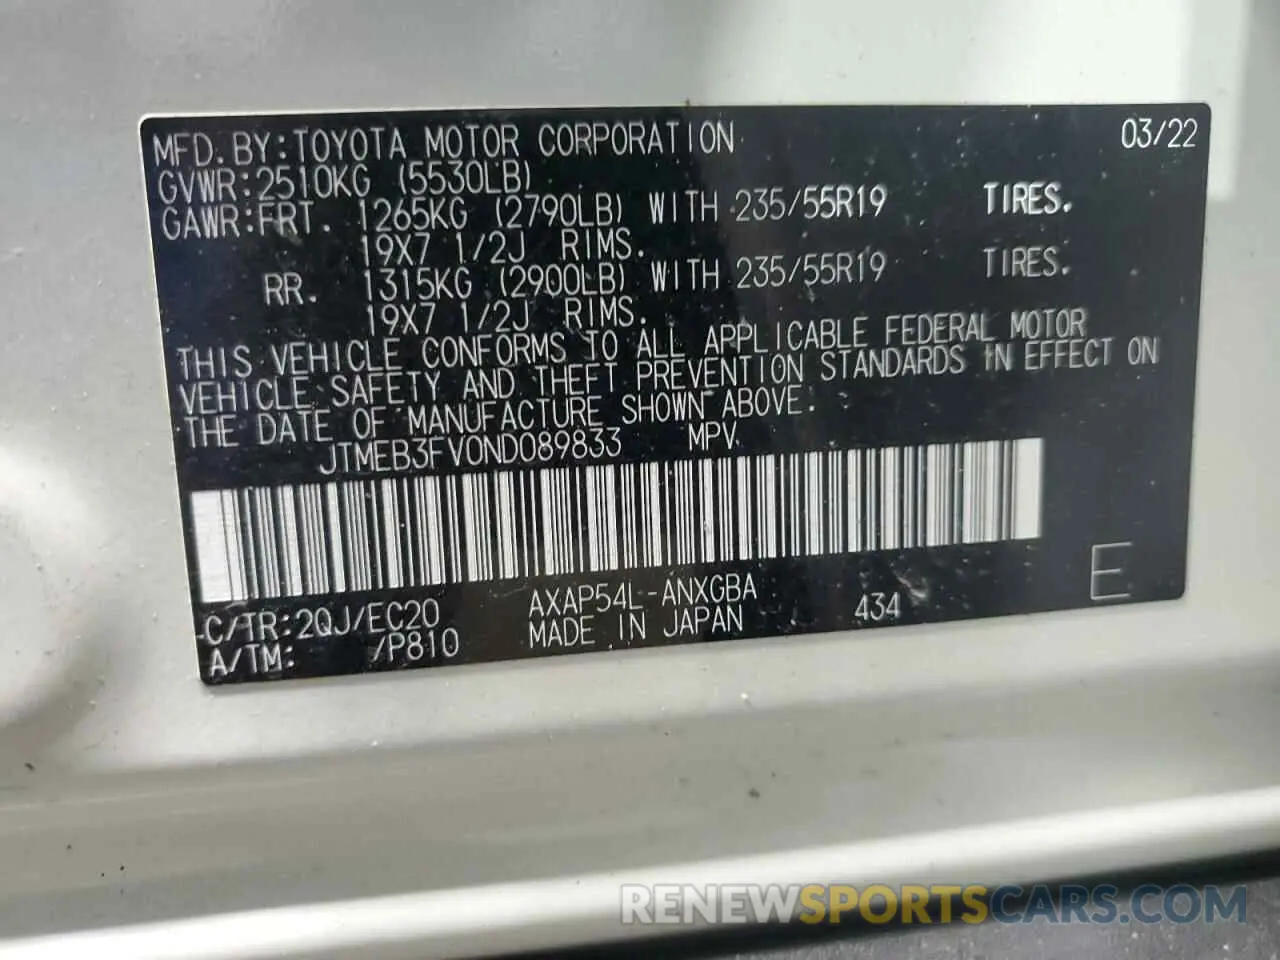 MFD.BY:TOYOTA MOTOR CORPORATION 03/22
GVWR:2510KG (5530LB)
GAWR:FRT. 1265KG (2790LB) WITH 235/55R19 TIRES.
19X7 1/2J RIMS.
RR. 1315KG (2900LB) WITH 235/55R19 TIRES.
19X7 1/2J RIMS.
THIS VEHICLE CONFORMS TO ALL APPLICABLE FEDERAL MOTOR
VEHICLE SAFETY AND THEFT PREVENTION STANDARDS IN EFFECT ON
THE DATE OF MANUFACTURE SHOWN ABOVE.
JTMEB3FV0ND089833 MPV
C/TR:2QJ/EC20 AXAP54L-ANXGBA 434 E
A/TM: /P810 MADE IN JAPAN
RENEWSPORTSCARS.COM